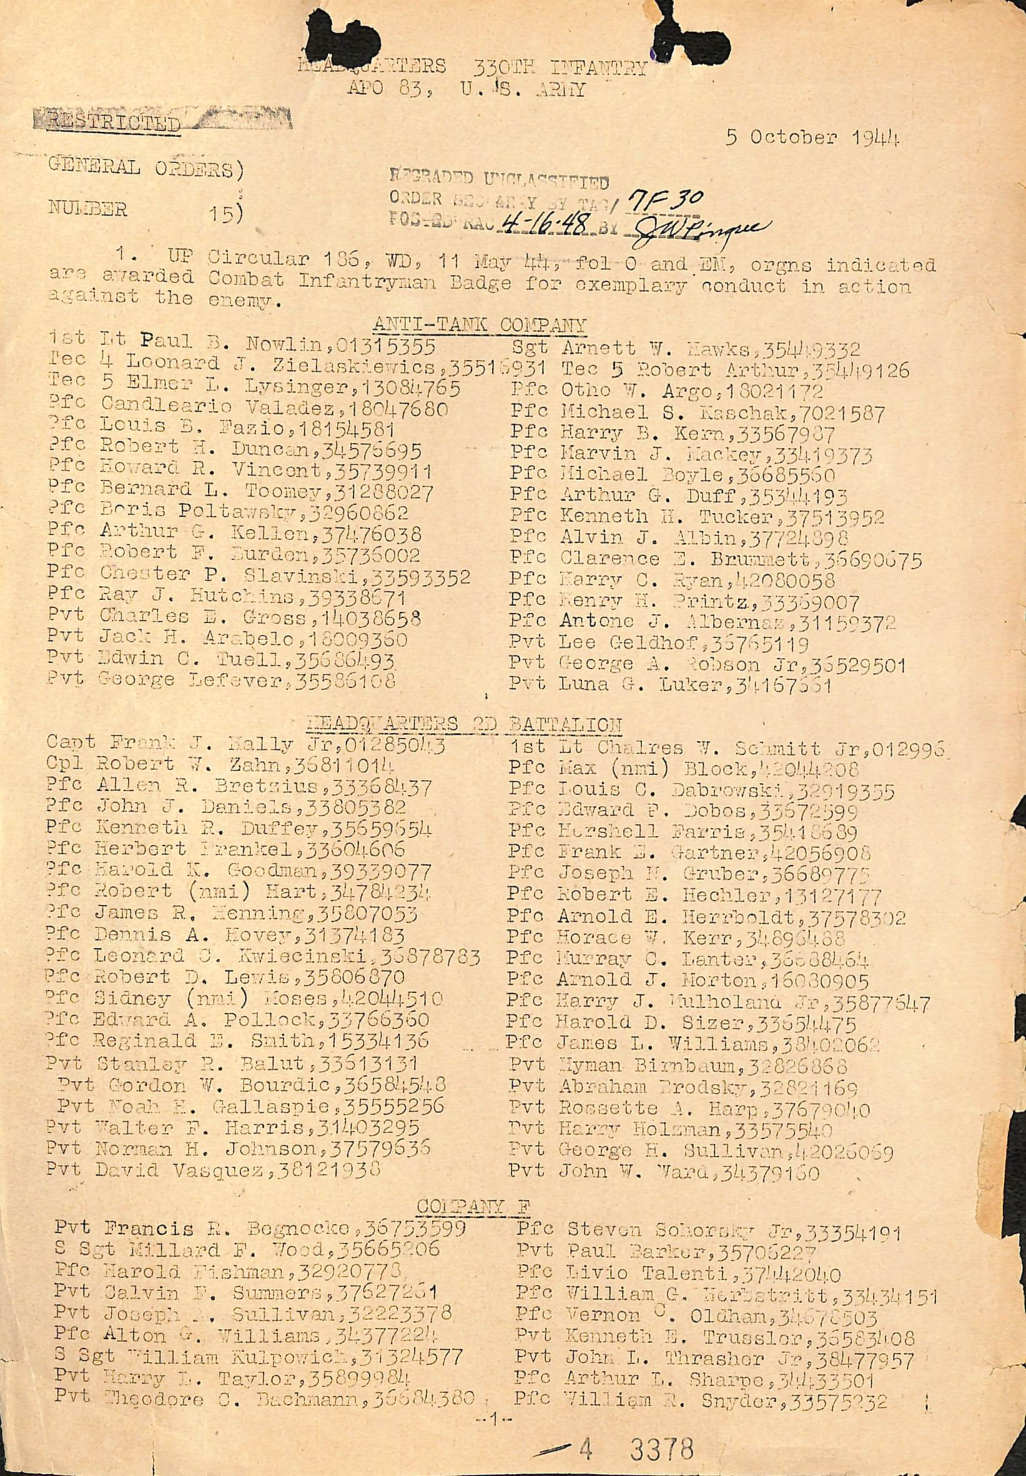 HEADQUARTERS 330TH INFANTRY
APO 83, U. S. ARMY
RESTRICTED
5 October 1944
GENERAL ORDERS)
NUMBER 15)
REGRADED UNCLASSIFIED
ORDER SEC ARMY BY TAG/ 7F30
4-16-48 BY
1. UP Circular 186, WD, 11 May 44, fol O and EM, orgns indicated
are awarded Combat Infantryman Badge for exemplary conduct in action
against the enemy.
ANTI-TANK COMPANY
1st Lt Paul B. Nowlin,01315355 Sgt Arnett W. Hawks,35449332
Tec 4 Leonard J. Zielaskiewics,35516931 Tec 5 Robert Arthur,35449126
Tec 5 Elmer L. Lysinger,13084765 Pfc Otho W. Argo,18021172
Pfc Candleario Valadez,18047680 Pfc Michael S. Kaschak,7021587
Pfc Louis B. Fazio,18154581 Pfc Harry B. Kern,33567987
Pfc Robert H. Duncan,34576695 Pfc Marvin J. Mackey,33419373
Pfc Howard R. Vincent,35739911 Pfc Michael Boyle,36685560
Pfc Bernard L. Toomey,31288027 Pfc Arthur G. Duff,35344193
Pfc Boris Poltawsky,32960862 Pfc Kenneth H. Tucker,37513952
Pfc Arthur G. Kellen,37476038 Pfc Alvin J. Albin,37724898
Pfc Robert F. Burden,35736002 Pfc Clarence E. Brummett,36690675
Pfc Chester P. Slavinski,33593352 Pfc Harry C. Ryan,42080058
Pfc Ray J. Hutchins,39338671 Pfc Henry H. Printz,33369007
Pvt Charles E. Gross,14038658 Pfc Antone J. Albernaz,31159372
Pvt Jack H. Arabelo,18009360 Pvt Lee Geldhof,36765119
Pvt Edwin C. Tuell,35686493 Pvt George A. Robson Jr,36529501
Pvt George Lefever,35586108 Pvt Luna G. Luker,34167661
HEADQUARTERS 2D BATTALION
Capt Frank J. Hally Jr,01285043 1st Lt Chalres W. Schmitt Jr,012996
Cpl Robert W. Zahn,36811014 Pfc Max (nmi) Block,42044208
Pfc Allen R. Bretzius,33368437 Pfc Louis C. Dabrowski,32919355
Pfc John J. Daniels,33805382 Pfc Edward P. Dobos,33672599
Pfc Kenneth R. Duffey,35659654 Pfc Hershell Farris,35418689
Pfc Herbert Frankel,33604606 Pfc Frank E. Gartner,42056908
Pfc Harold K. Goodman,39339077 Pfc Joseph N. Gruber,36689775
Pfc Robert (nmi) Hart,34784234 Pfc Robert E. Hechler,13127177
Pfc James R. Henning,35807053 Pfc Arnold E. Herrboldt,37578302
Pfc Dennis A. Hovey,31374183 Pfc Horace W. Kerr,34896488
Pfc Leonard C. Kwiecinski,36878783 Pfc Murray C. Lanter,36688464
Pfc Robert D. Lewis,35806870 Pfc Arnold J. Morton,16080905
Pfc Sidney (nmi) Moses,42044510 Pfc Harry J. Mulholand Jr,35877647
Pfc Edward A. Pollock,33766360 Pfc Harold D. Sizer,33654475
Pfc Reginald E. Smith,15334136 Pfc James L. Williams,38402062
Pvt Stanley R. Balut,33613131 Pvt Hyman Birnbaum,32826868
Pvt Gordon W. Bourdic,36584548 Pvt Abraham Brodsky,32821169
Pvt Noah H. Gallaspie,35555256 Pvt Rossette A. Harp,37679040
Pvt Walter F. Harris,31403295 Pvt Harry Holzman,33575540
Pvt Norman H. Johnson,37579636 Pvt George H. Sullivan,42026069
Pvt David Vasquez,38121938 Pvt John W. Ward,34379160
COMPANY F
Pvt Francis R. Begnocke,36753599 Pfc Steven Sohorsky Jr,33354191
S Sgt Millard F. Wood,35665206 Pvt Paul Barker,35706227
Pfc Harold Fishman,32920778 Pfc Livio Talenti,37442040
Pvt Calvin F. Summers,37627261 Pfc William G. Herbstritt,33434151
Pvt Joseph Sullivan,32223378 Pfc Vernon C. Oldham,34678503
Pfc Alton G. Williams,34377224 Pvt Kenneth E. Trussler,36583408
S Sgt William Kulpowich,31324577 Pvt John L. Thrasher Jr,38477957
Pvt Harry L. Taylor,35899984 Pfc Arthur L. Sharpe,34433501
Pvt Theodore C. Bachmann,36684380 Pfc William R. Snyder,33575232
-1-
4 3378